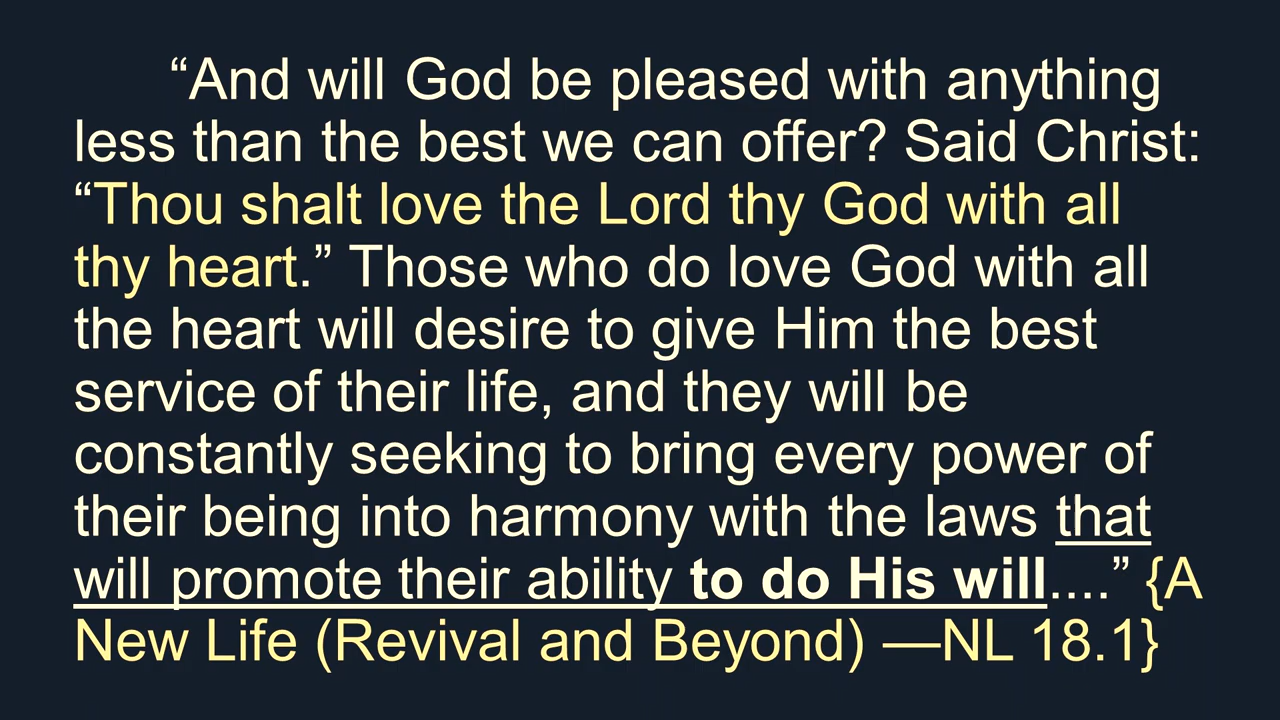 “And will God be pleased with anything
less than the best we can offer? Said Christ:
“Thou shalt love the Lord thy God with all
thy heart.” Those who do love God with all
the heart will desire to give Him the best
service of their life, and they will be
constantly seeking to bring every power of
their being into harmony with the laws that
will promote their ability to do His will....” {A
New Life (Revival and Beyond) —NL 18.1}